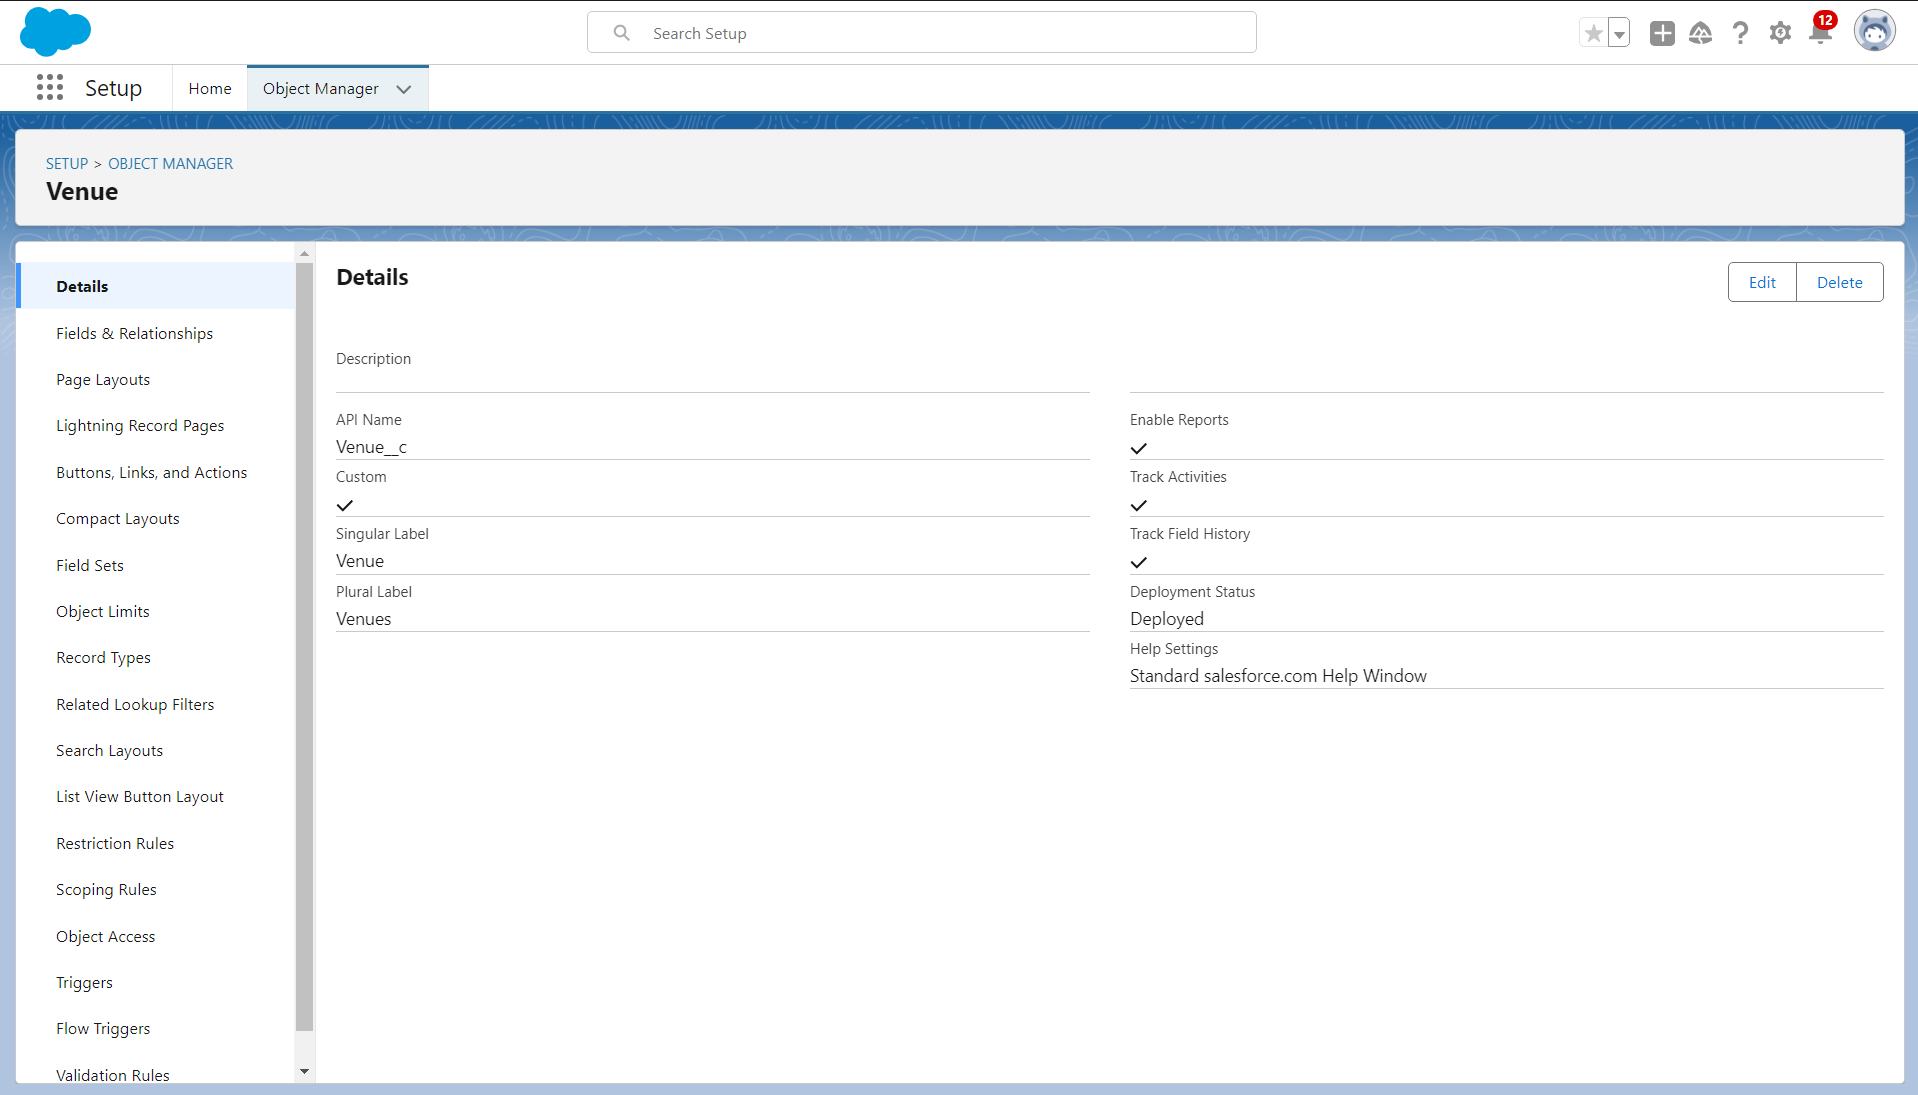 Search Setup
12
Setup
Home
Object Manager
SETUP > OBJECT MANAGER
Venue
Details
Fields & Relationships
Page Layouts
Lightning Record Pages
Buttons, Links, and Actions
Compact Layouts
Field Sets
Object Limits
Record Types
Related Lookup Filters
Search Layouts
List View Button Layout
Restriction Rules
Scoping Rules
Object Access
Triggers
Flow Triggers
Validation Rules
Details
Edit
Delete
Description
API Name
Venue__c
Custom
Singular Label
Venue
Plural Label
Venues
Enable Reports
Track Activities
Track Field History
Deployment Status
Deployed
Help Settings
Standard salesforce.com Help Window